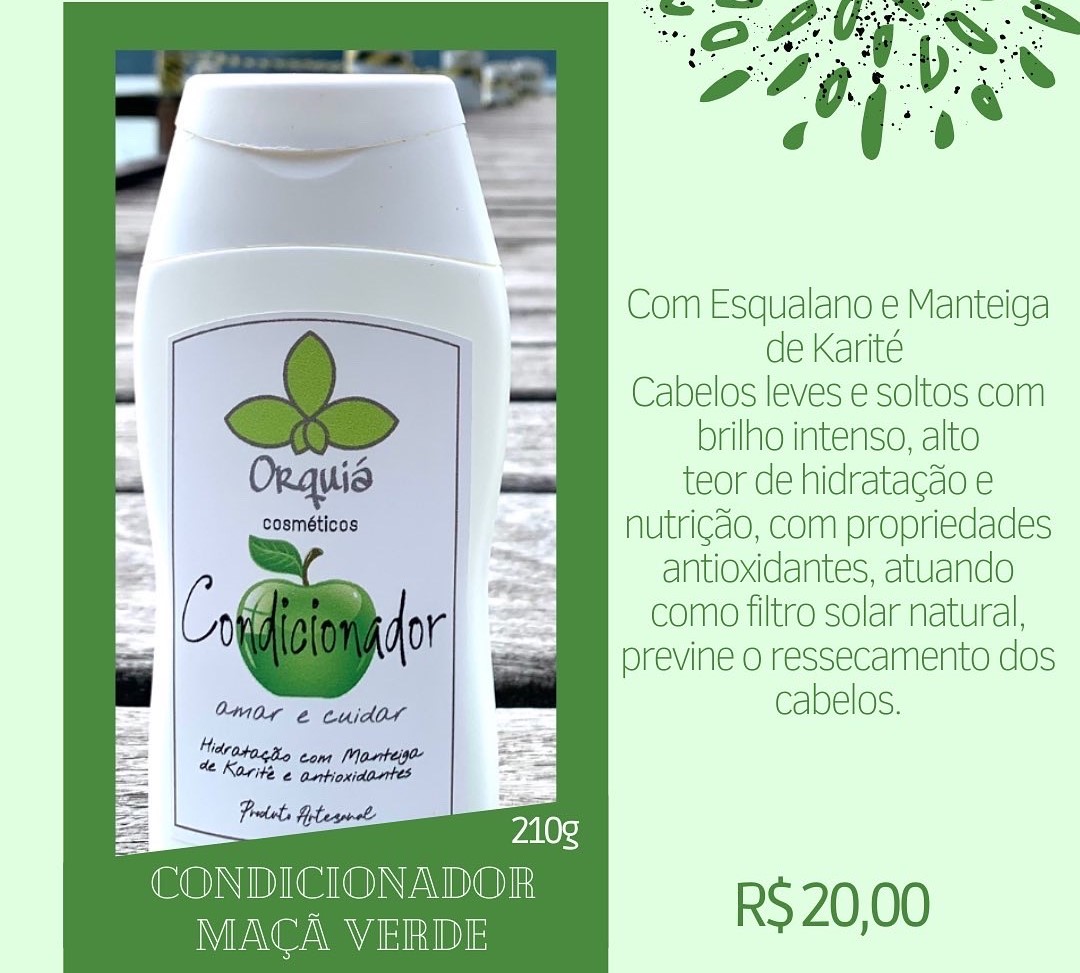 Orquiá
cosméticos
Condicionador
amar e cuidar
Hidratação com Manteiga
de Karitê e antioxidantes
Produto Artesanal
210g
CONDICIONADOR
MAÇÃ VERDE
Com Esqualano e Manteiga
de Karité
Cabelos leves e soltos com
brilho intenso, alto
teor de hidratação e
nutrição, com propriedades
antioxidantes, atuando
como filtro solar natural,
previne o ressecamento dos
cabelos.
R$ 20,00